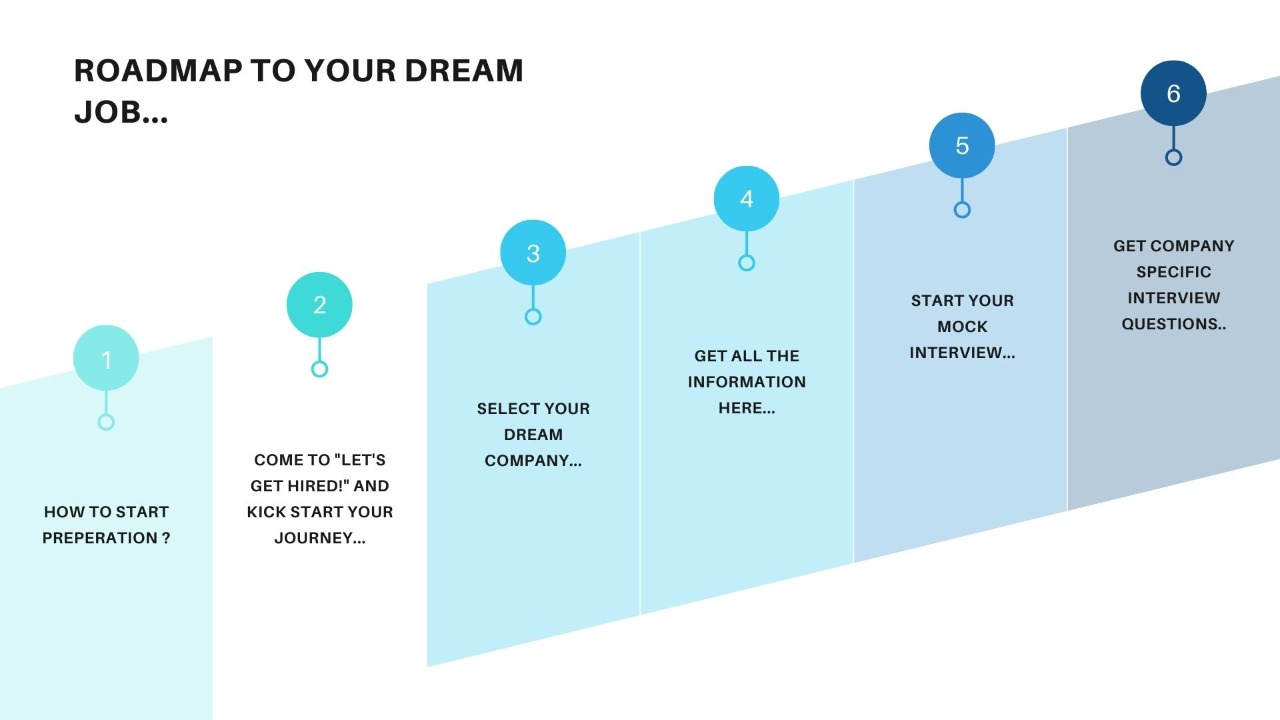 ROADMAP TO YOUR DREAM
JOB...
1
HOW TO START
PREPERATION ?
2
COME TO "LET'S
GET HIRED!" AND
KICK START YOUR
JOURNEY...
3
SELECT YOUR
DREAM
COMPANY...
4
GET ALL THE
INFORMATION
HERE...
5
START YOUR
MOCK
INTERVIEW...
6
GET COMPANY
SPECIFIC
INTERVIEW
QUESTIONS..